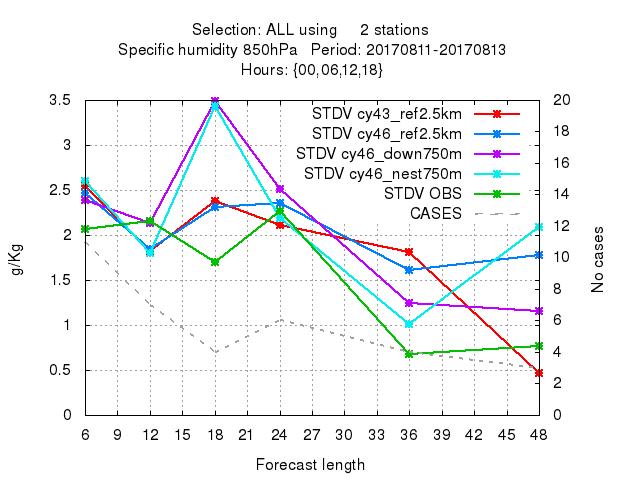 Selection: ALL using 2 stations
Specific humidity 850hPa Period: 20170811-20170813
Hours: {00,06,12,18}
STDV cy43_ref2.5km
STDV cy46_ref2.5km
STDV cy46_down750m
STDV cy46_nest750m
STDV OBS
CASES
g/Kg
3.5
3
2.5
2
1.5
1
0.5
0
No cases
20
18
16
14
12
10
8
6
4
2
0
6 9 12 15 18 21 24 27 30 33 36 39 42 45 48
Forecast length